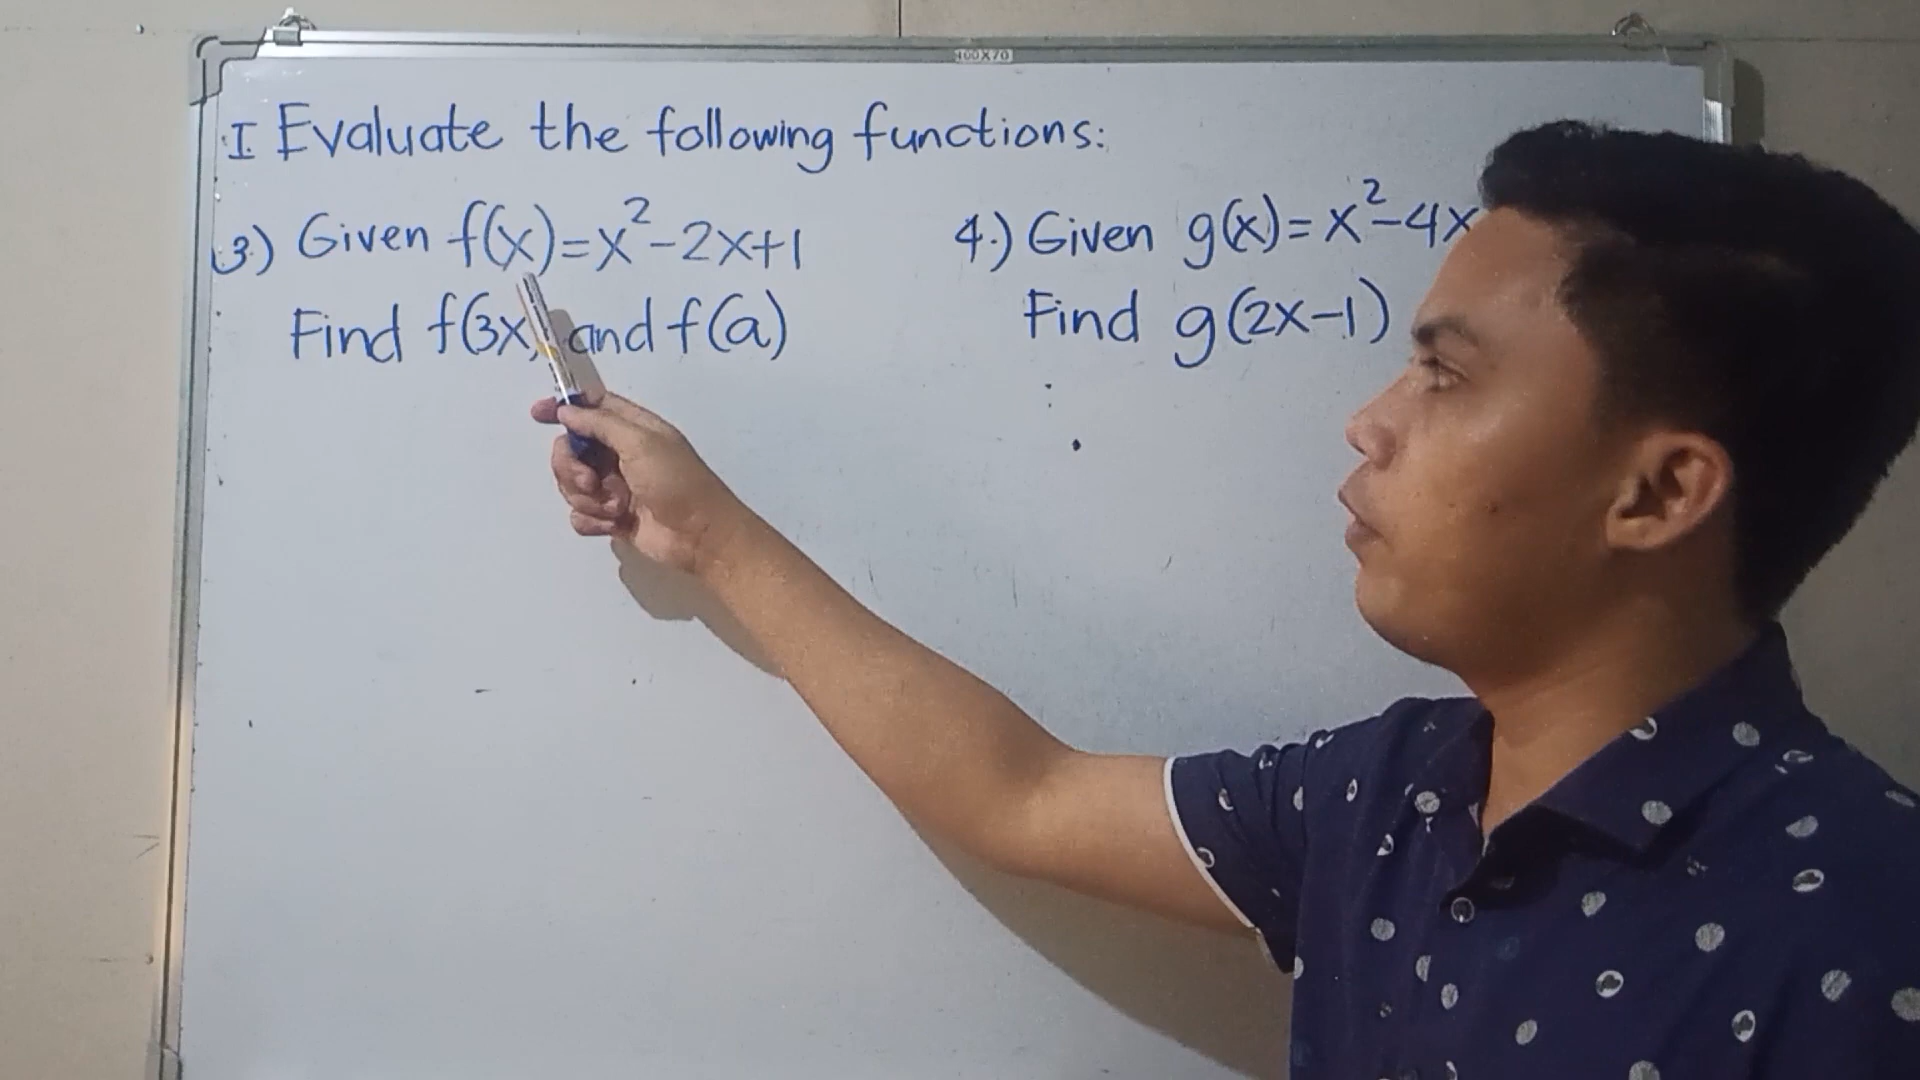 160X70
I Evaluate the following functions:
3.) Given f(x)=x²-2x+1
Find f(3x) and f(a)
4.) Given g(x)=x²-4x
Find g(2x-1)